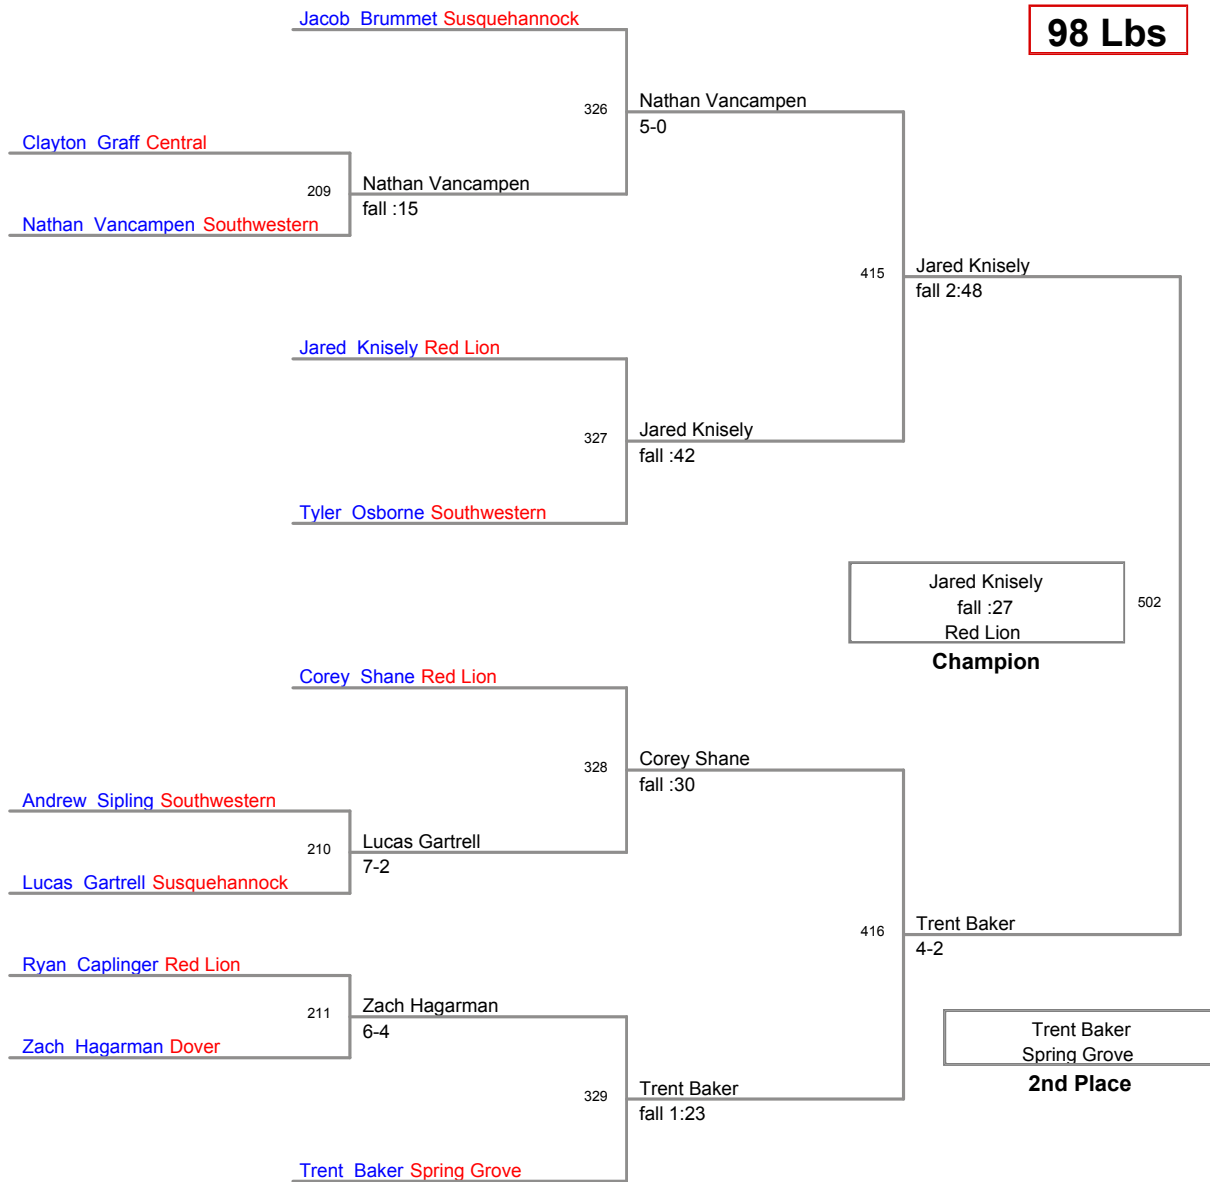 Jacob Brummet Susquehannock
98 Lbs
326
Nathan Vancampen
5-0
Clayton Graff Central
209
Nathan Vancampen
fall :15
Nathan Vancampen Southwestern
415
Jared Knisely
fall 2:48
Jared Knisely Red Lion
327
Jared Knisely
fall :42
Tyler Osborne Southwestern
Jared Knisely
fall :27
Red Lion
502
Champion
Corey Shane Red Lion
328
Corey Shane
fall :30
Andrew Sipling Southwestern
210
Lucas Gartrell
7-2
Lucas Gartrell Susquehannock
416
Trent Baker
4-2
Ryan Caplinger Red Lion
211
Zach Hagarman
6-4
Zach Hagarman Dover
Trent Baker
Spring Grove
2nd Place
329
Trent Baker
fall 1:23
Trent Baker Spring Grove